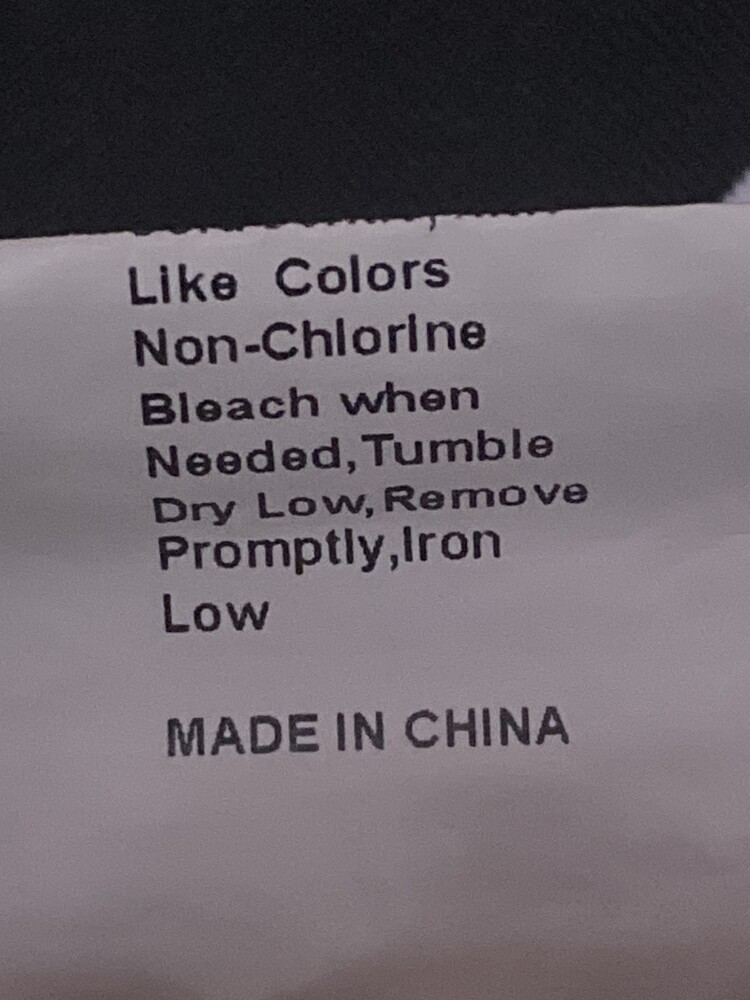 Like Colors
Non-Chlorine
Bleach when
Needed,Tumble
Dry Low,Remove
Promptly,Iron
Low
MADE IN CHINA